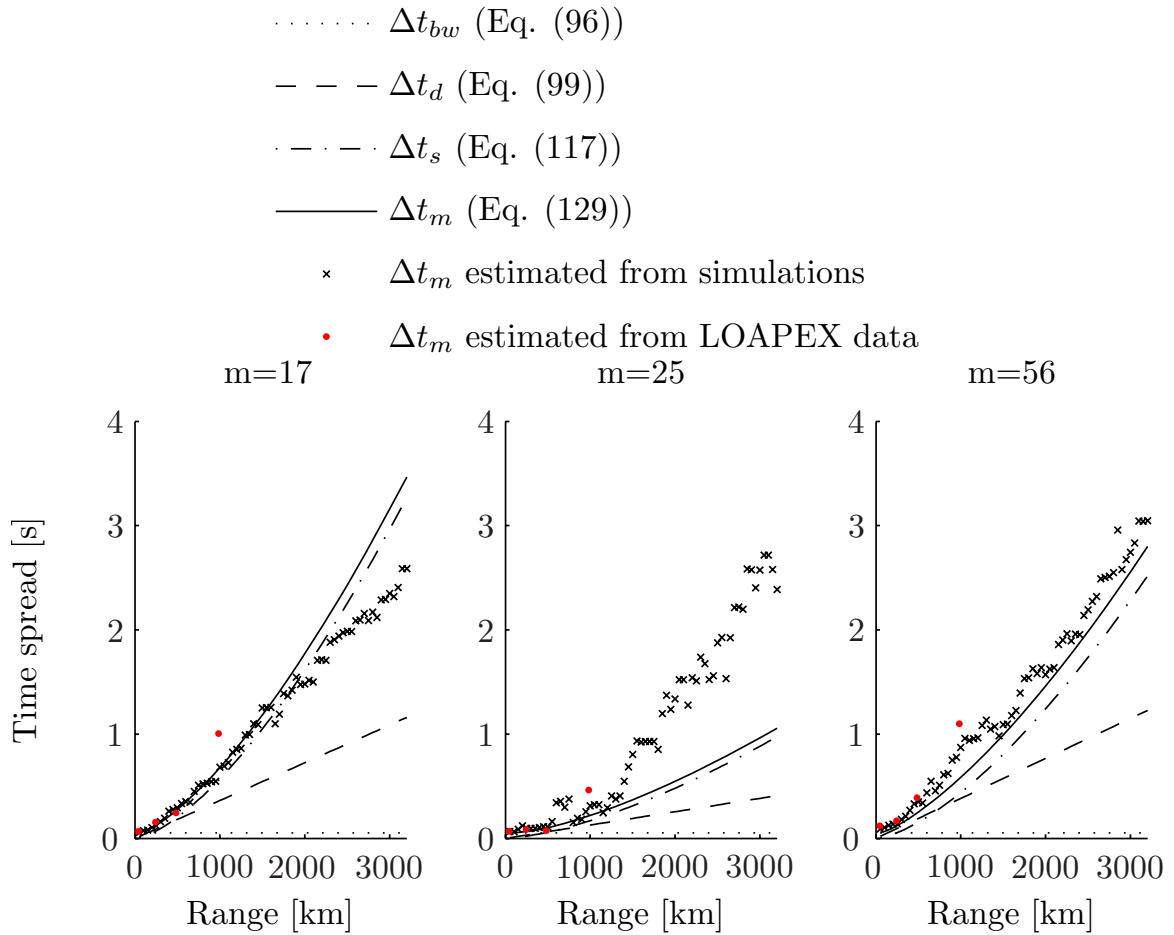 Δt_bw (Eq. (96))
Δt_d (Eq. (99))
Δt_s (Eq. (117))
Δt_m (Eq. (129))
Δt_m estimated from simulations
Δt_m estimated from LOAPEX data
m=17
m=25
m=56
Time spread [s]
4
3
2
1
0
0 1000 2000 3000
Range [km]
4
3
2
1
0
0 1000 2000 3000
Range [km]
4
3
2
1
0
0 1000 2000 3000
Range [km]